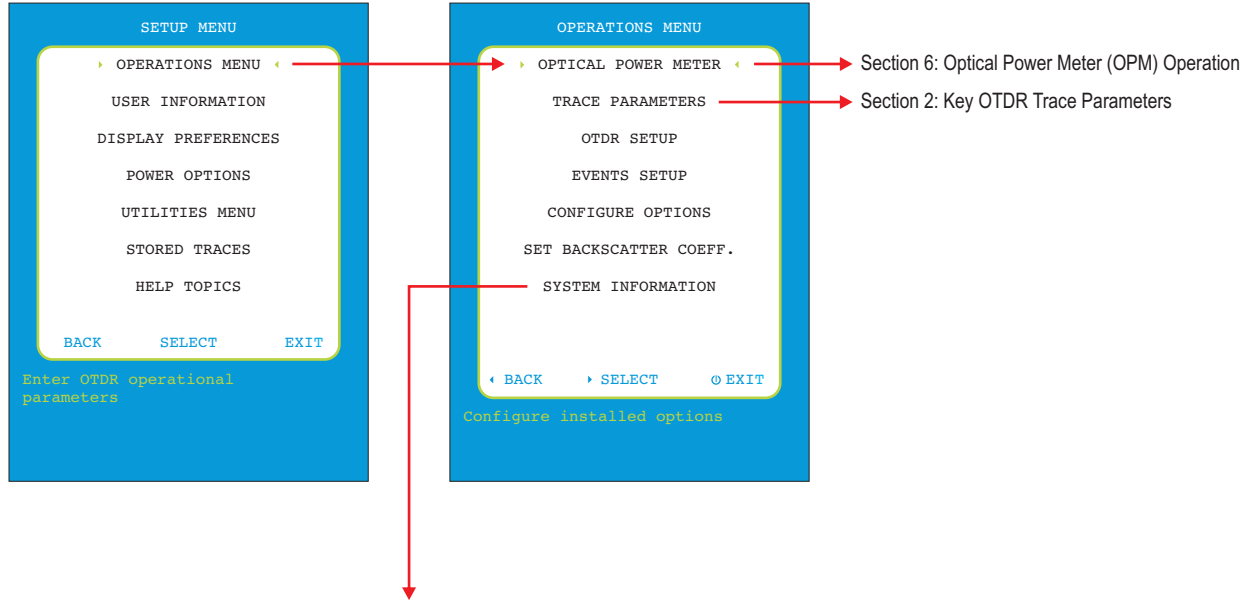 SETUP MENU
OPERATIONS MENU
USER INFORMATION
DISPLAY PREFERENCES
POWER OPTIONS
UTILITIES MENU
STORED TRACES
HELP TOPICS
BACK SELECT EXIT
Enter OTDR operational
parameters
OPERATIONS MENU
OPTICAL POWER METER
TRACE PARAMETERS
OTDR SETUP
EVENTS SETUP
CONFIGURE OPTIONS
SET BACKSCATTER COEFF.
SYSTEM INFORMATION
BACK SELECT EXIT
Configure installed options
Section 6: Optical Power Meter (OPM) Operation
Section 2: Key OTDR Trace Parameters